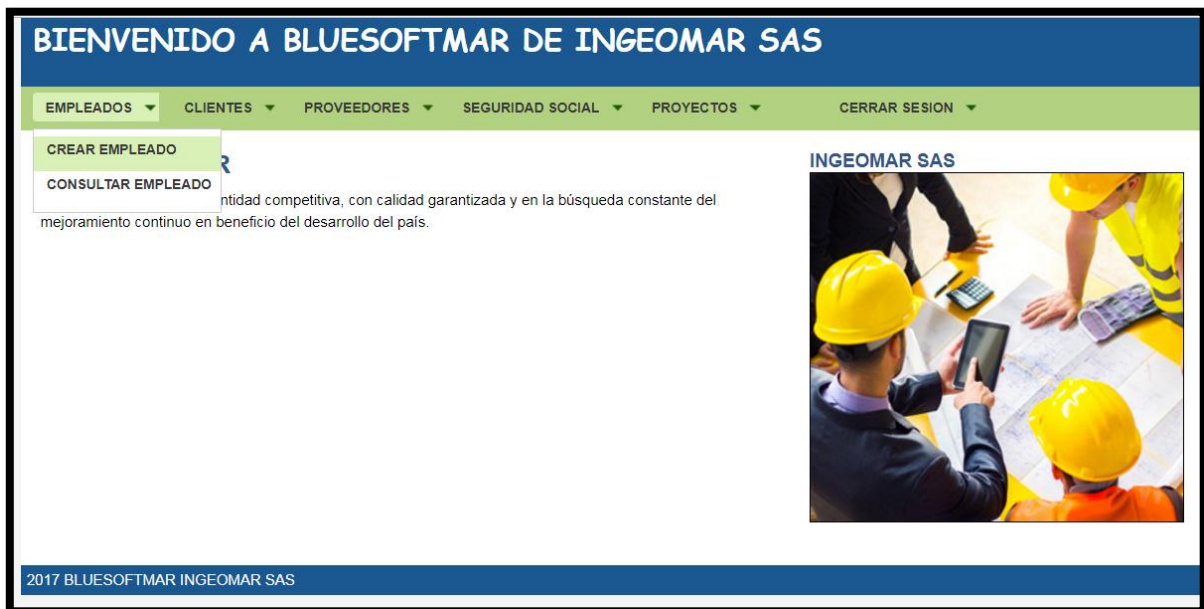 BIENVENIDO A BLUESOFTMAR DE INGEOMAR SAS
EMPLEADOS CLIENTES PROVEEDORES SEGURIDAD SOCIAL PROYECTOS CERRAR SESION
CREAR EMPLEADO
CONSULTAR EMPLEADO
R
INGEOMAR SAS
ntidad competitiva, con calidad garantizada y en la búsqueda constante del
mejoramiento continuo en beneficio del desarrollo del país.
2017 BLUESOFTMAR INGEOMAR SAS